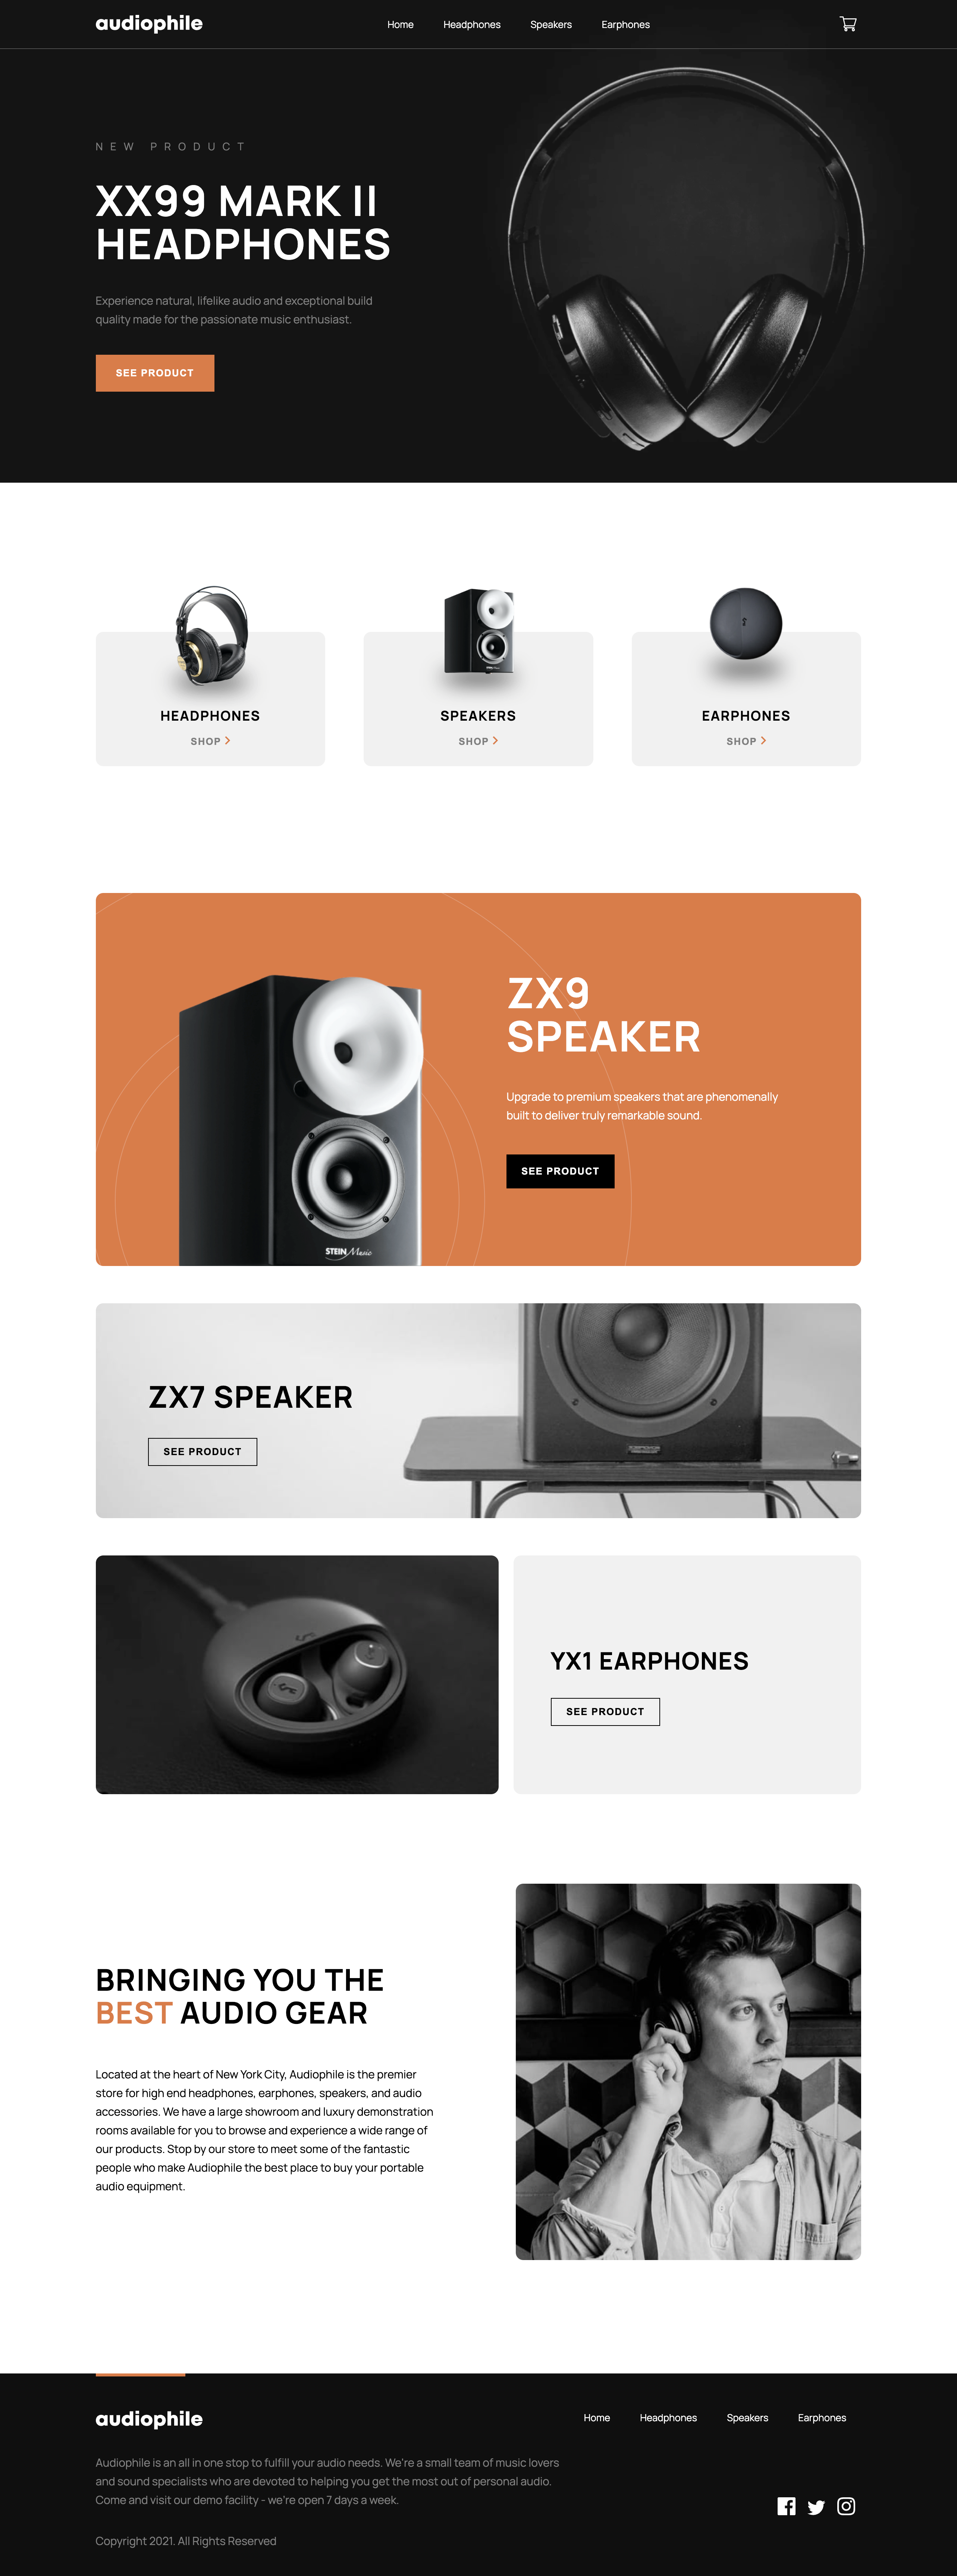 audiophile
Home Headphones Speakers Earphones
NEW PRODUCT
XX99 MARK II
HEADPHONES
Experience natural, lifelike audio and exceptional build
quality made for the passionate music enthusiast.
SEE PRODUCT
HEADPHONES
SHOP
SPEAKERS
SHOP
EARPHONES
SHOP
ZX9
SPEAKER
Upgrade to premium speakers that are phenomenally
built to deliver truly remarkable sound.
SEE PRODUCT
STEIN Music
ZX7 SPEAKER
SEE PRODUCT
YX1 EARPHONES
SEE PRODUCT
BRINGING YOU THE
BEST AUDIO GEAR
Located at the heart of New York City, Audiophile is the premier
store for high end headphones, earphones, speakers, and audio
accessories. We have a large showroom and luxury demonstration
rooms available for you to browse and experience a wide range of
our products. Stop by our store to meet some of the fantastic
people who make Audiophile the best place to buy your portable
audio equipment.
audiophile
Home Headphones Speakers Earphones
Audiophile is an all in one stop to fulfill your audio needs. We're a small team of music lovers
and sound specialists who are devoted to helping you get the most out of personal audio.
Come and visit our demo facility - we're open 7 days a week.
Copyright 2021. All Rights Reserved